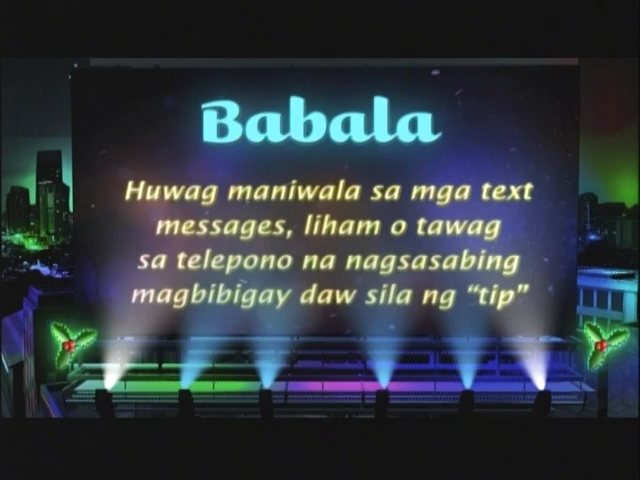 Babala
Huwag maniwala sa mga text
messages, liham o tawag
sa telepono na nagsasabing
magbibigay daw sila ng “tip”